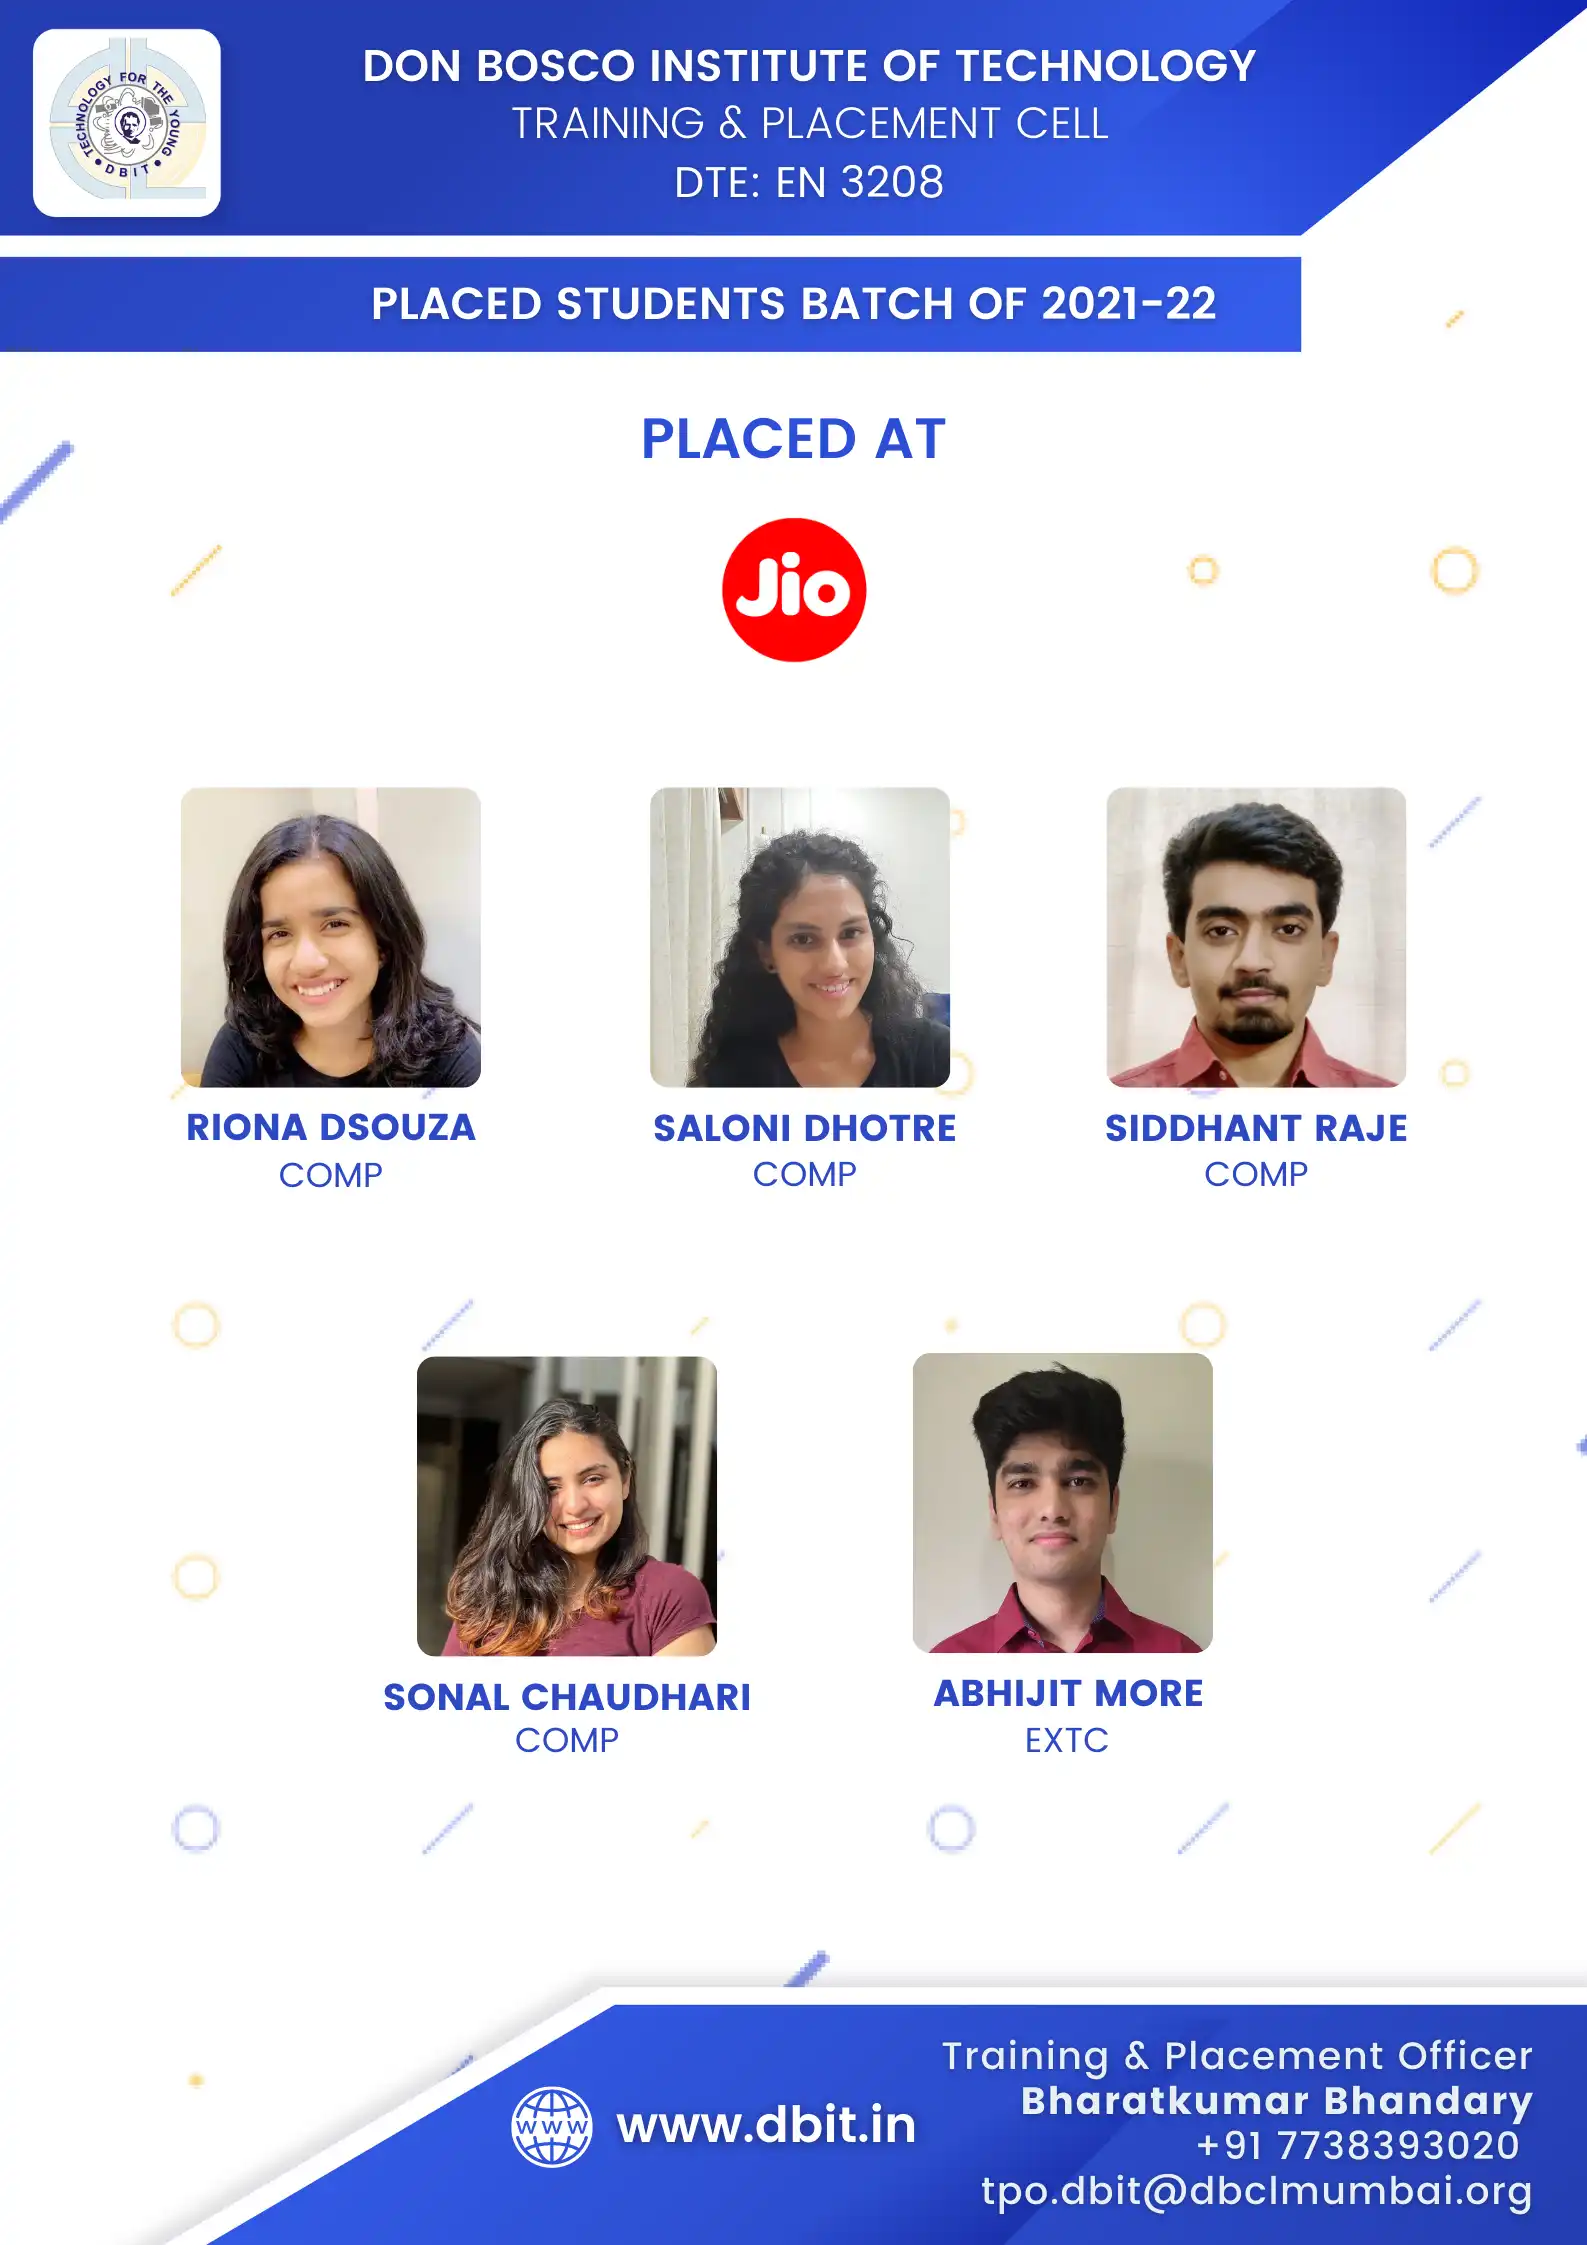 TECHNOLOGY FOR THE YOUNG
DBIT
DON BOSCO INSTITUTE OF TECHNOLOGY
TRAINING & PLACEMENT CELL
DTE: EN 3208
PLACED STUDENTS BATCH OF 2021-22
PLACED AT
Jio
RIONA DSOUZA
COMP
SALONI DHOTRE
COMP
SIDDHANT RAJE
COMP
SONAL CHAUDHARI
COMP
ABHIJIT MORE
EXTC
WWW
www.dbit.in
Training & Placement Officer
Bharatkumar Bhandary
+91 7738393020
tpo.dbit@dbclmumbai.org